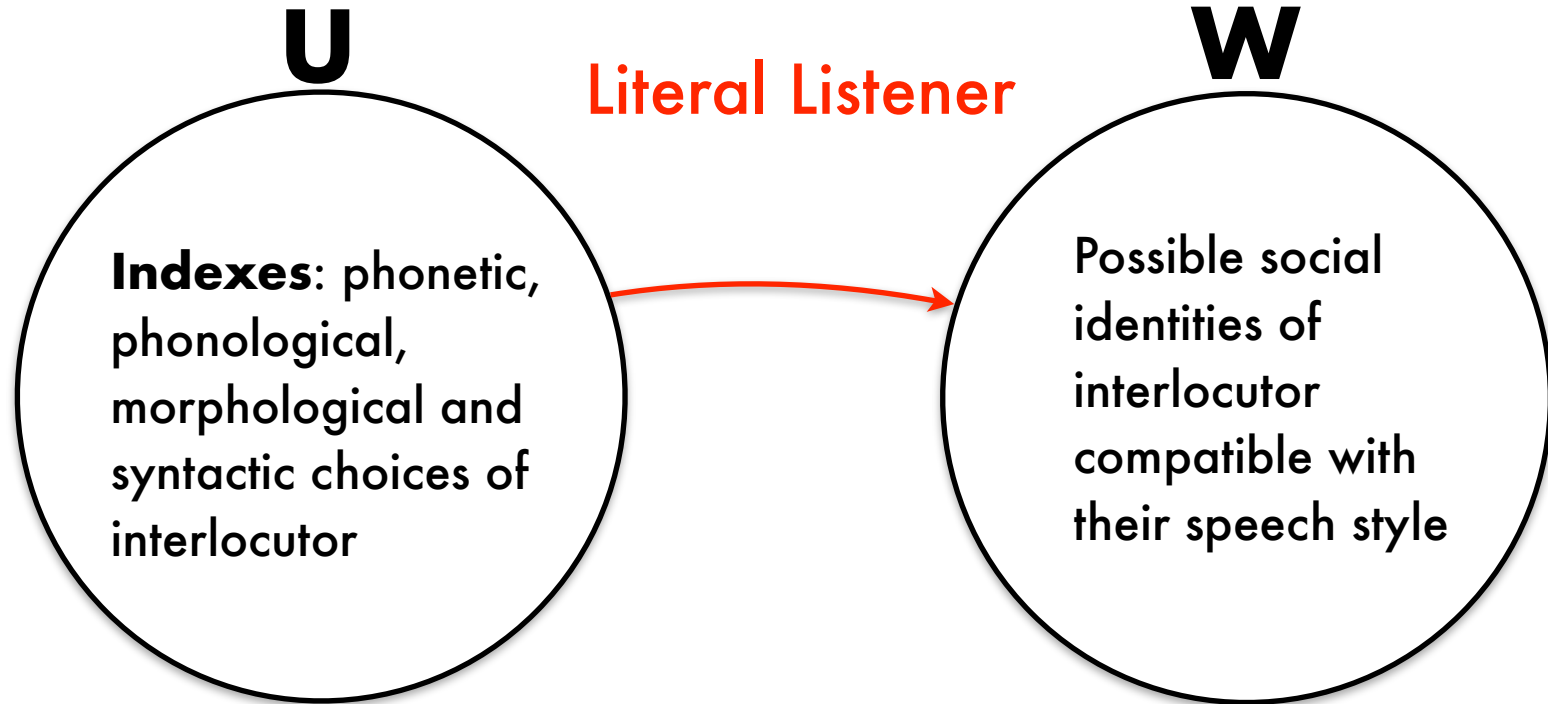 U
Literal Listener
W
Indexes: phonetic,
phonological,
morphological and
syntactic choices of
interlocutor
Possible social
identities of
interlocutor
compatible with
their speech style